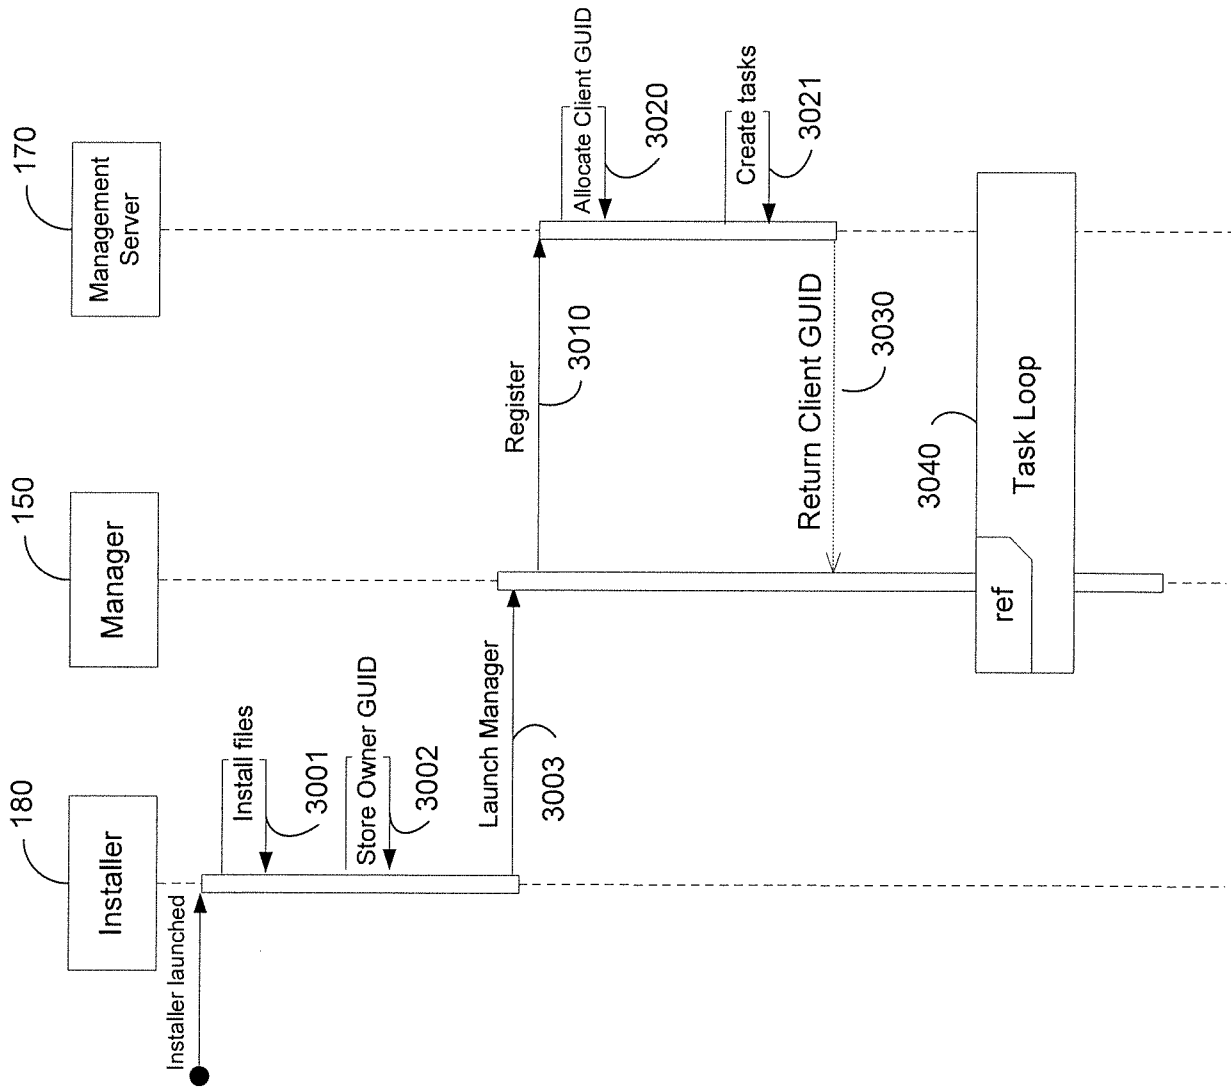 180
Installer
150
Manager
170
Management
Server
Installer launched
Install files
3001
Store Owner GUID
3002
Launch Manager
3003
Register
3010
Allocate Client GUID
3020
Create tasks
3021
Return Client GUID
3030
3040
ref
Task Loop